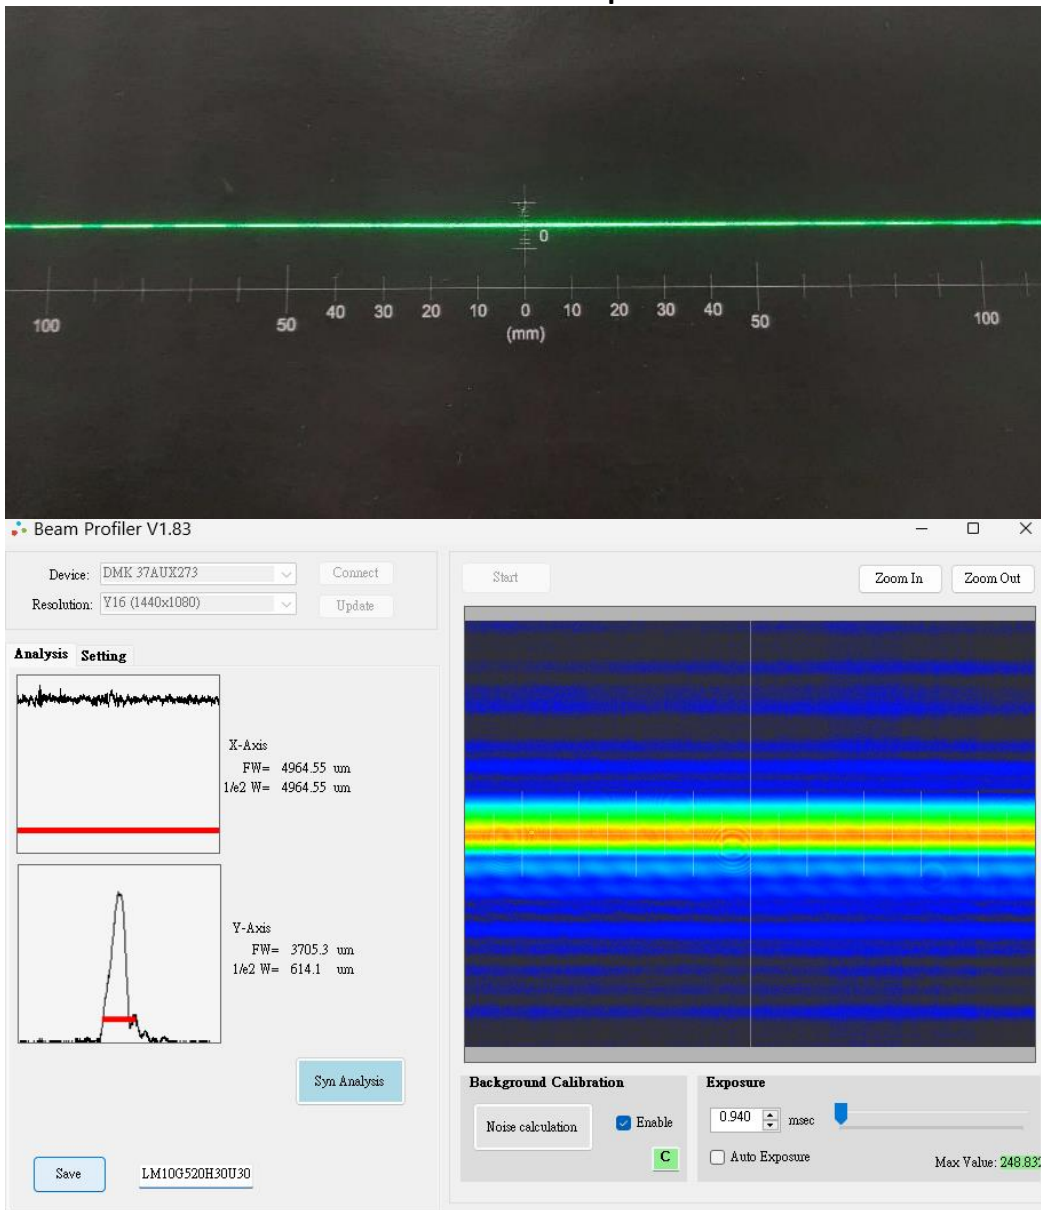 0
100 50 40 30 20 10 0 10 20 30 40 50 100
(mm)
Beam Profiler V1.83
Device: DMK 37AUX273 Connect
Resolution: Y16 (1440x1080) Update
Start Zoom In Zoom Out
Analysis Setting
X-Axis
FW= 4964.55 um
1/e2 W= 4964.55 um
Y-Axis
FW= 3705.3 um
1/e2 W= 614.1 um
Syn Analysis
Save LM10G520H30U30
Background Calibration
Noise calculation Enable
C
Exposure
0.940 msec
Auto Exposure
Max Value: 248.832